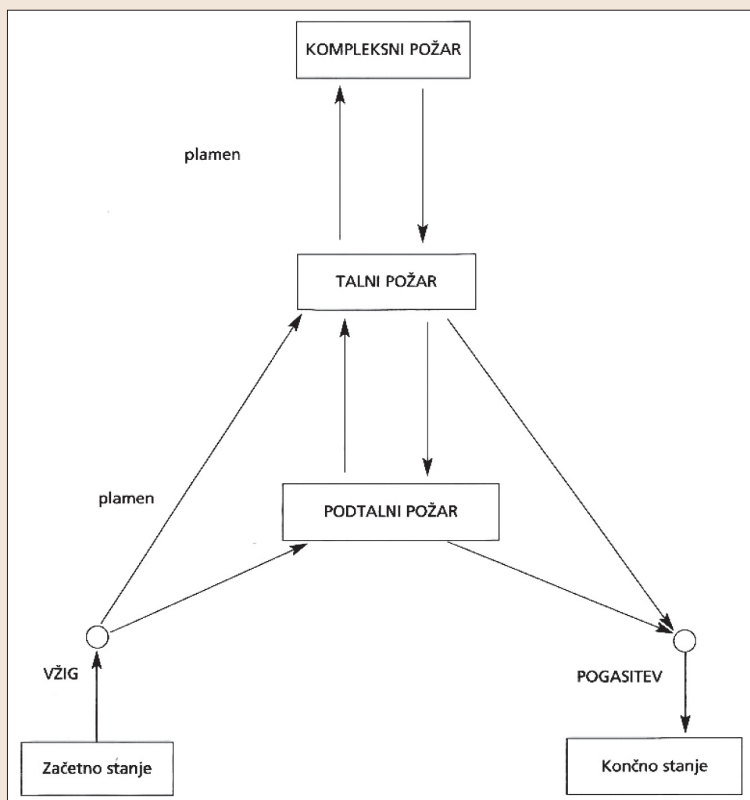 KOMPLEKSNI POŽAR
plamen
TALNI POŽAR
plamen
PODTALNI POŽAR
VŽIG
POGASITEV
Začetno stanje
Končno stanje